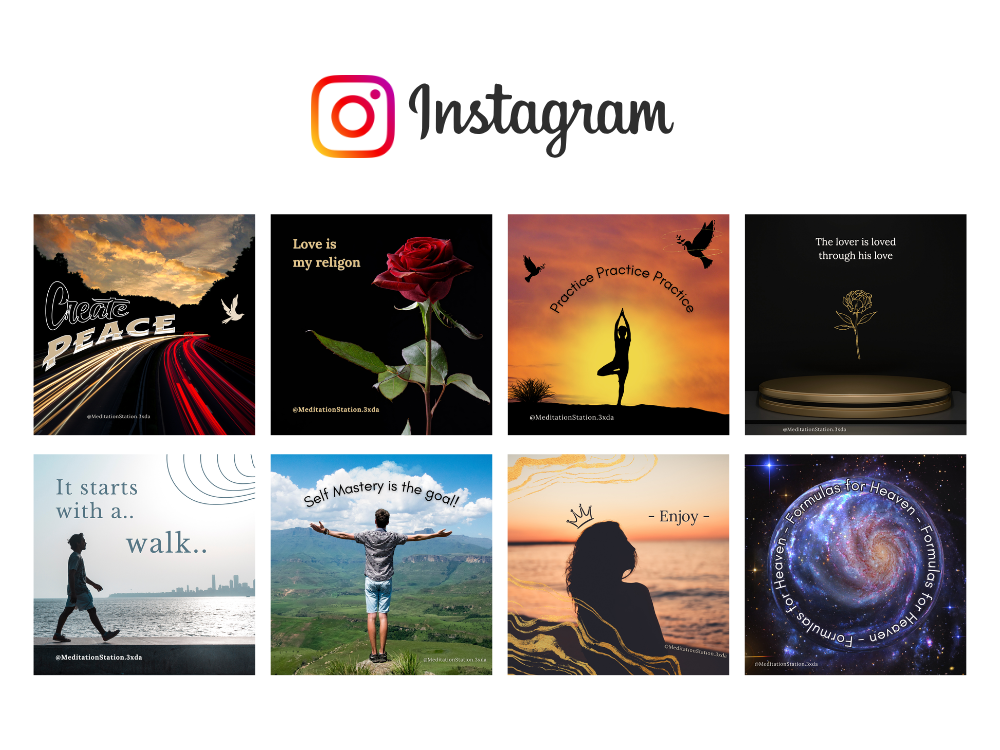 Instagram
Create
PEACE
@MeditationStation.3xda
Love is
my religon
@MeditationStation.3xda
Practice Practice Practice
@MeditationStation.3xda
The lover is loved
through his love
@MeditationStation.3xda
It starts
with a..
walk..
@MeditationStation.3xda
Self Mastery is the goal!
@MeditationStation.3xda
- Enjoy -
@MeditationStation.3xda
Formulas for Heaven - Formulas for Heaven - Formulas for Heaven -
@MeditationStation.3xda